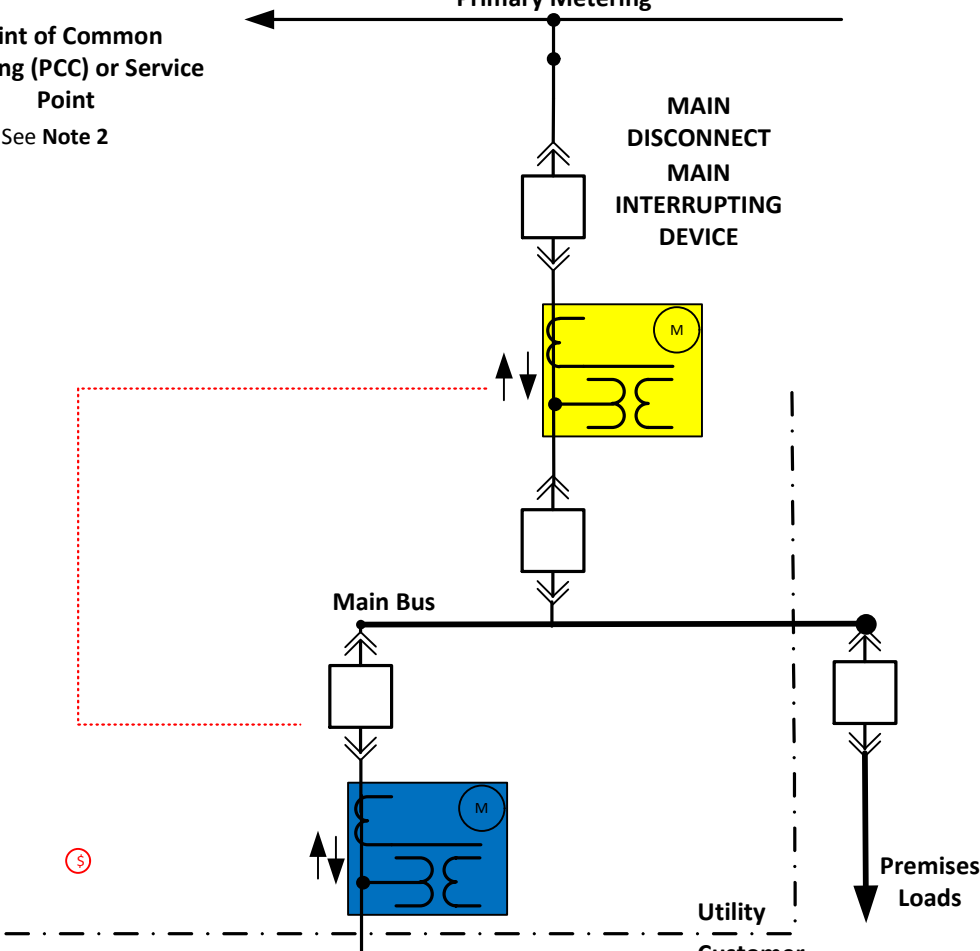 Primary Metering
int of Common
ng (PCC) or Service
Point
See Note 2
MAIN
DISCONNECT
MAIN
INTERRUPTING
DEVICE
M
Main Bus
M
$
Premises
Loads
Utility
Customer